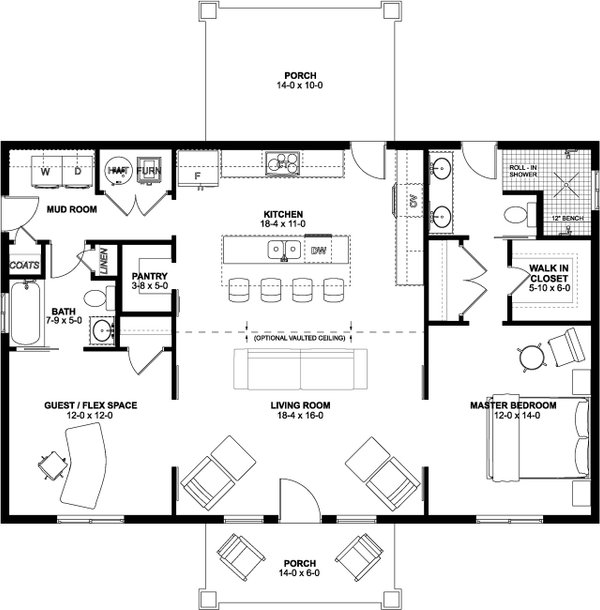 PORCH
14-0 x 10-0
W
D
HWT
FURN
F
OV
ROLL - IN
SHOWER
12" BENCH
MUD ROOM
KITCHEN
18-4 x 11-0
DW
COATS
LINEN
PANTRY
3-8 x 5-0
WALK IN
CLOSET
5-10 x 6-0
BATH
7-9 x 5-0
(OPTIONAL VAULTED CEILING)
GUEST / FLEX SPACE
12-0 x 12-0
LIVING ROOM
18-4 x 16-0
MASTER BEDROOM
12-0 x 14-0
PORCH
14-0 x 6-0